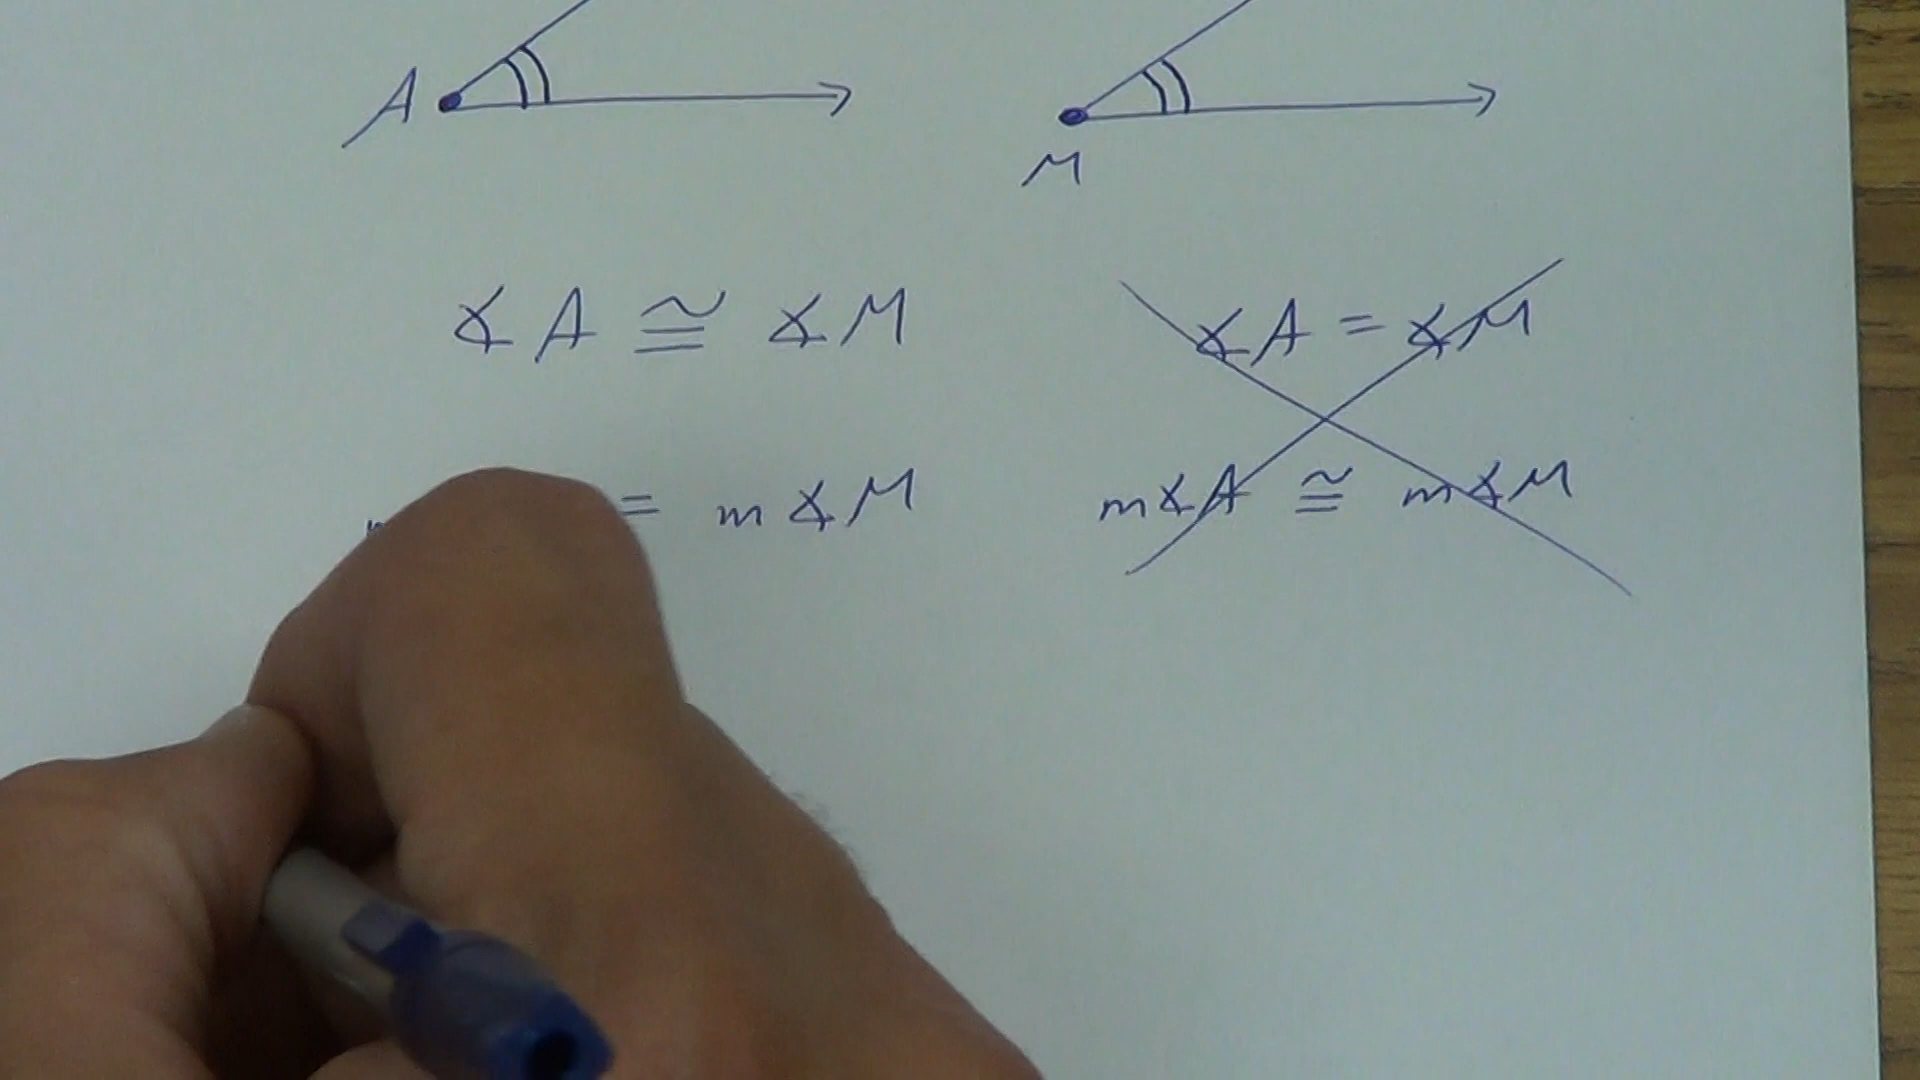 A
M
∡A ≅ ∡M
∡A = ∡M
= m∡M
m∡A ≅ m∡M